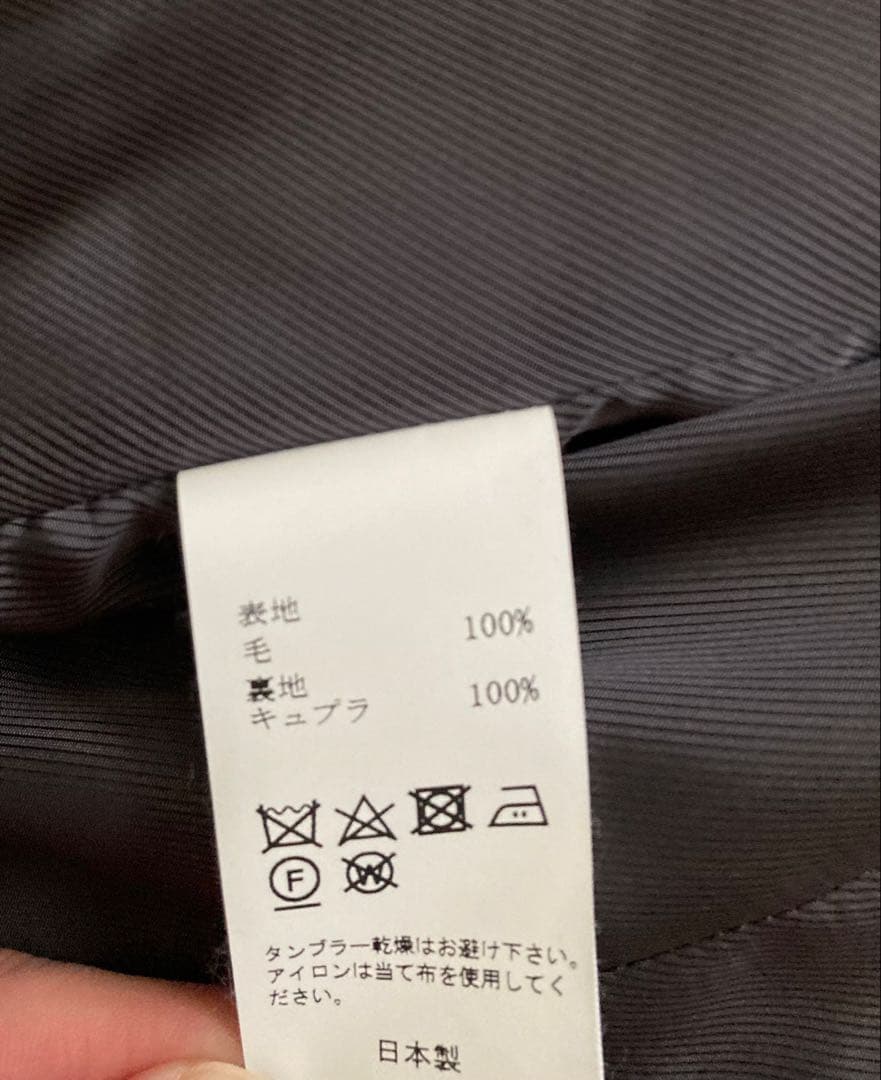 表地
毛 100%
裏地
キュプラ 100%
F W
タンブラー乾燥はお避け下さい。
アイロンは当て布を使用してく
ださい。
日本製